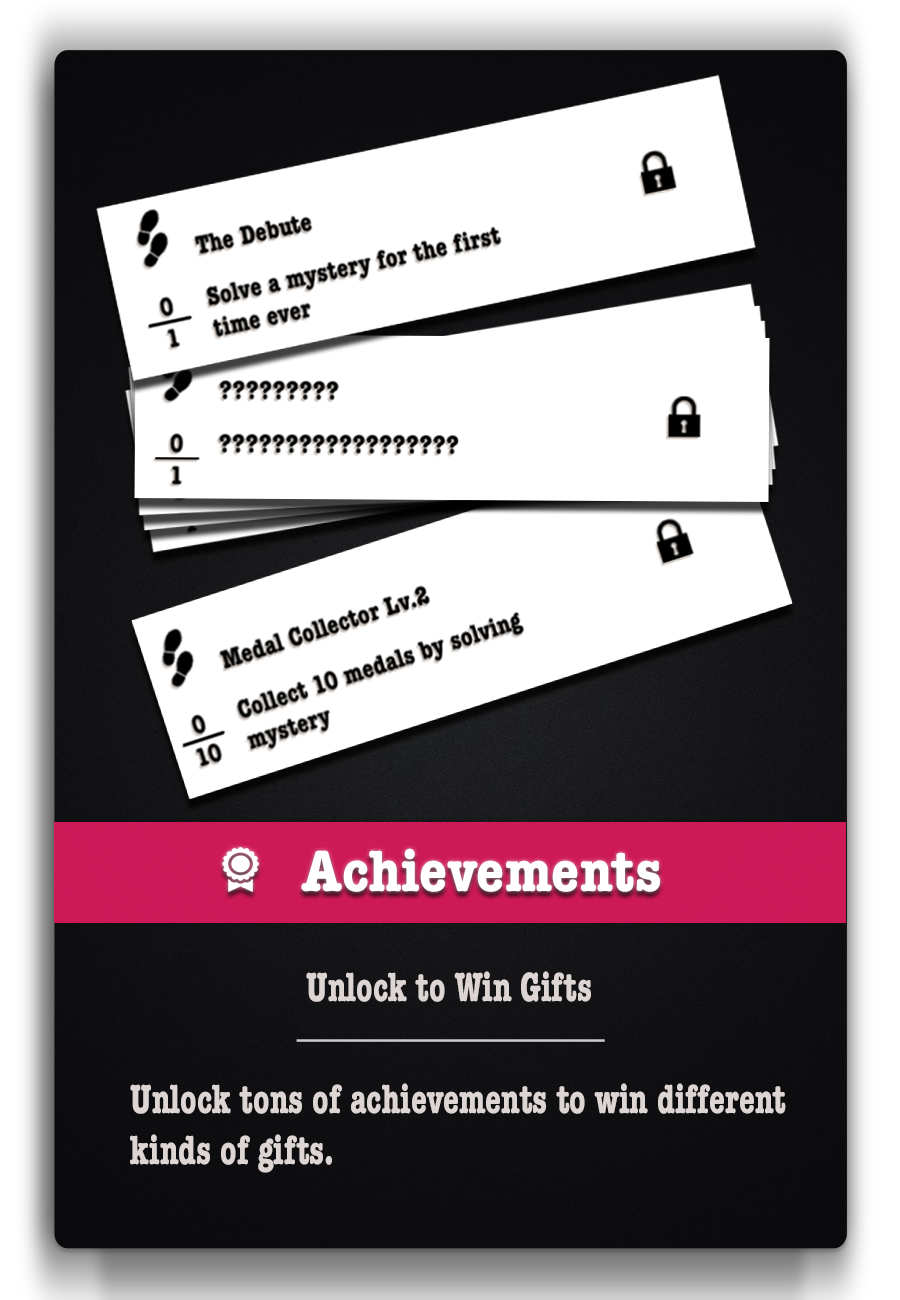 The Debute
Solve a mystery for the first
time ever
0
1
?????????
?????????????????
0
1
Medal Collector Lv.2
Collect 10 medals by solving
mystery
0
10
Achievements
Unlock to Win Gifts
Unlock tons of achievements to win different
kinds of gifts.